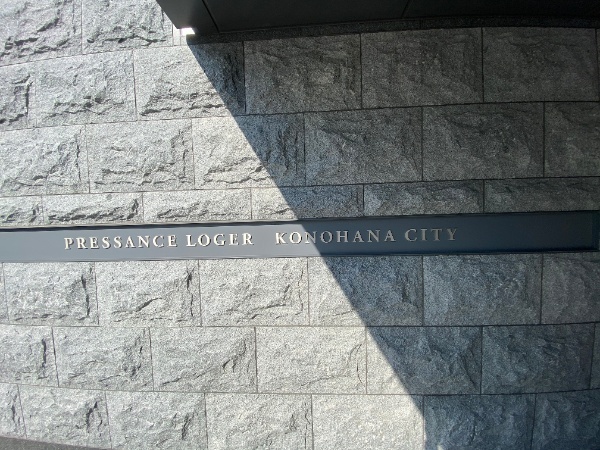 PRESSANCE LOGER KONOHANA CITY